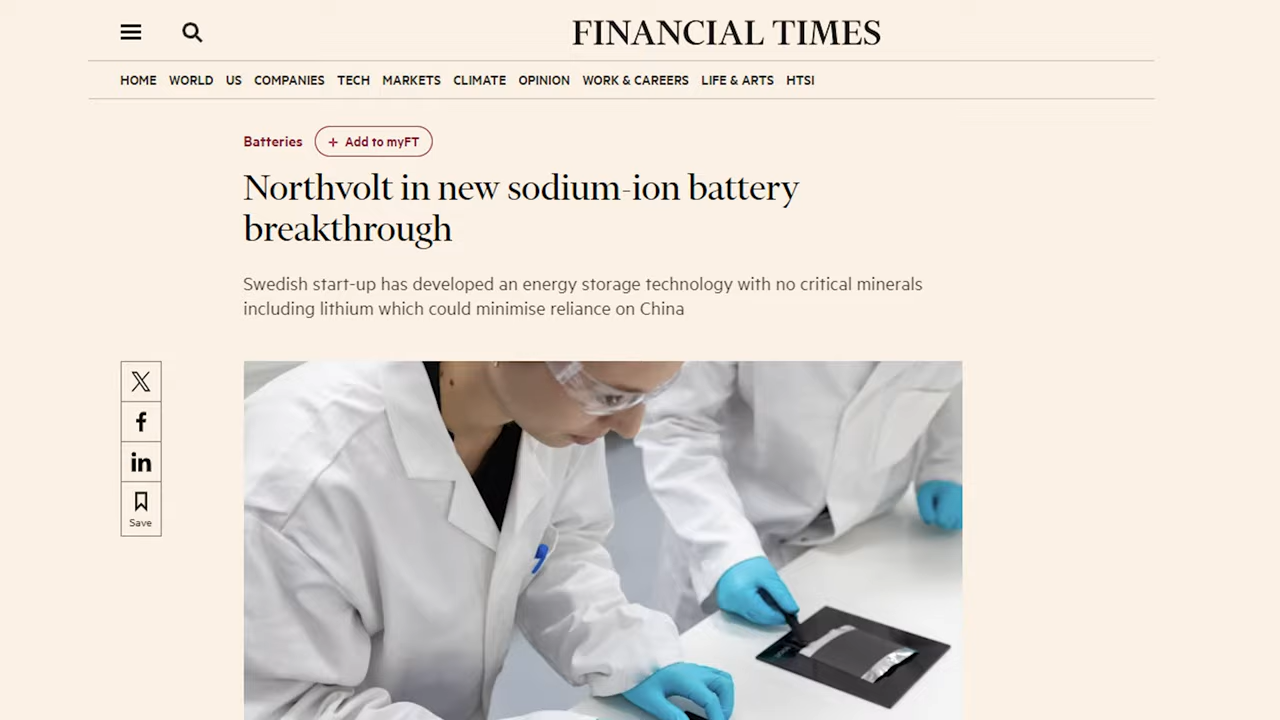 FINANCIAL TIMES
HOME WORLD US COMPANIES TECH MARKETS CLIMATE OPINION WORK & CAREERS LIFE & ARTS HTSI
Batteries + Add to myFT
Northvolt in new sodium-ion battery
breakthrough
Swedish start-up has developed an energy storage technology with no critical minerals
including lithium which could minimise reliance on China
X
f
in
Save